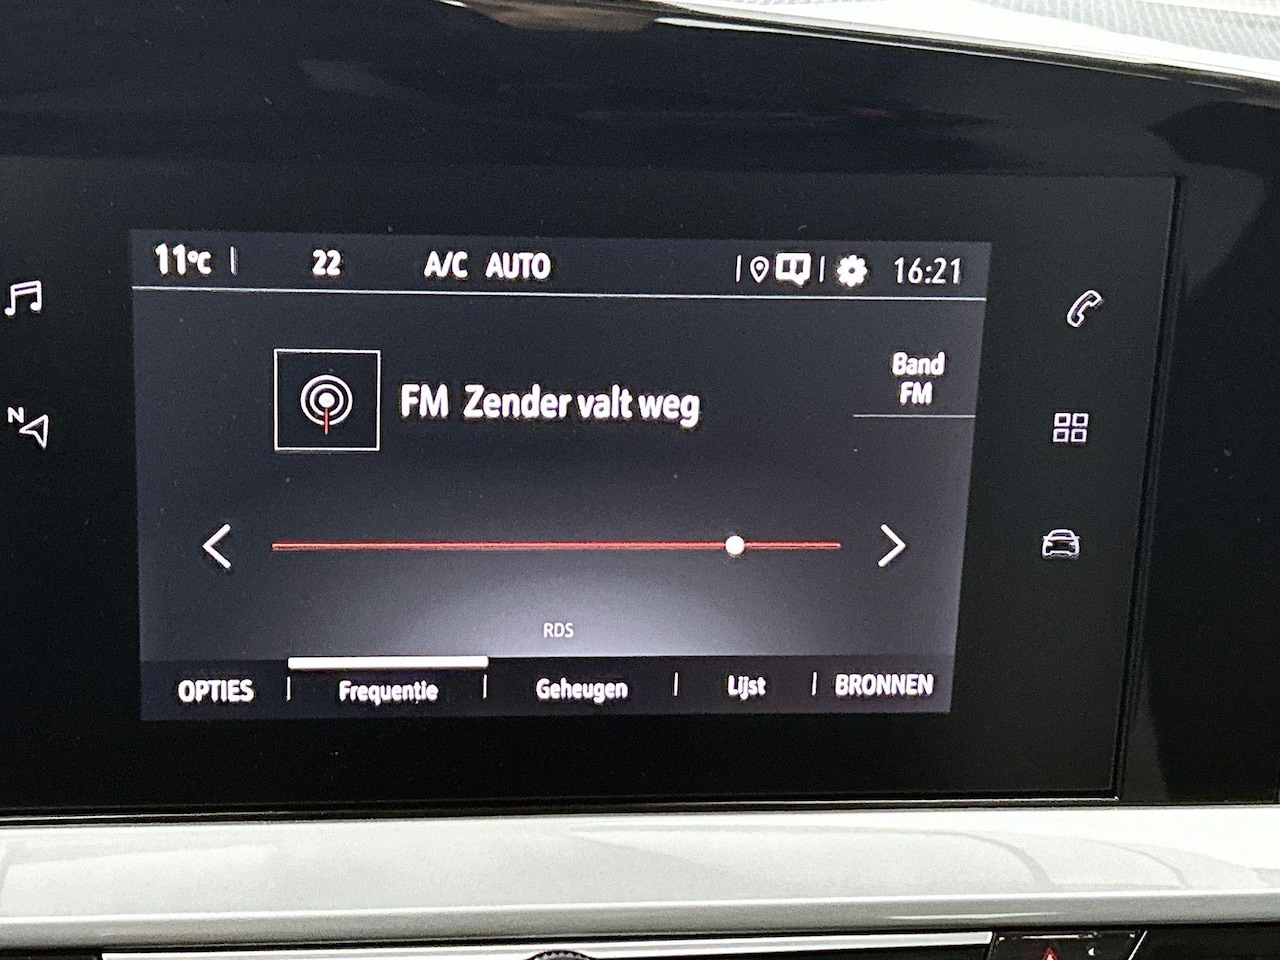 11°C 22 A/C AUTO 16:21
Band
FM
FM Zender valt weg
N
RDS
OPTIES Frequentie Geheugen Lijst BRONNEN